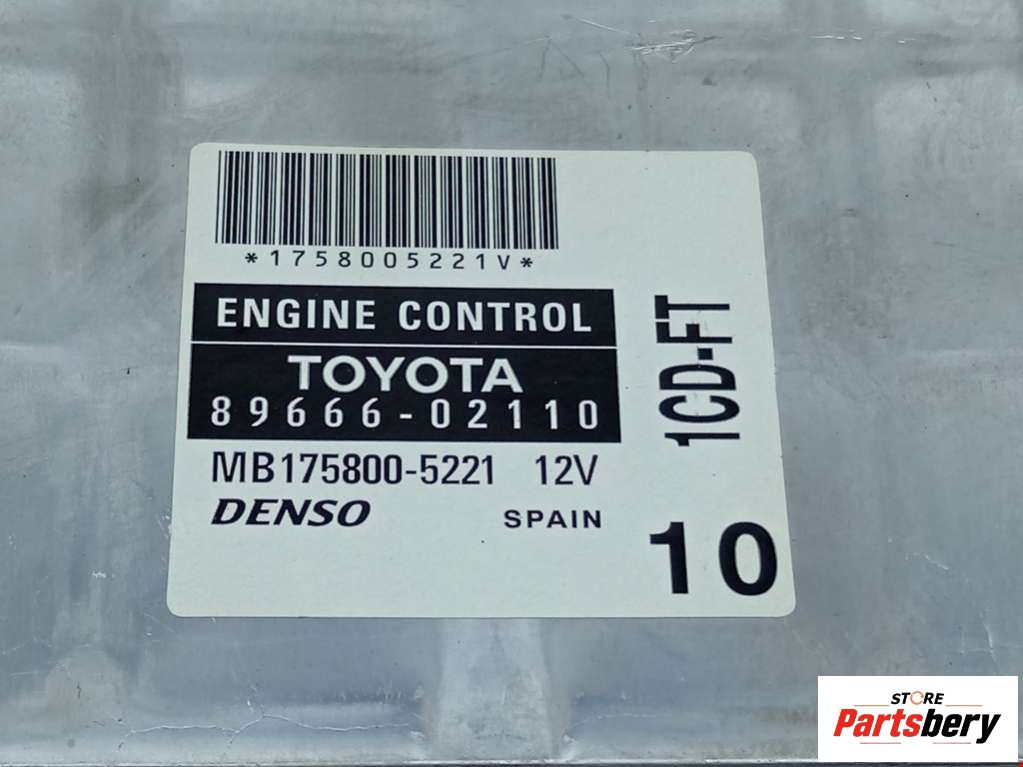 *1758005221V*
ENGINE CONTROL
TOYOTA
89666-02110
MB175800-5221 12V
DENSO SPAIN
1CD-FT
10
STORE
Partsbery